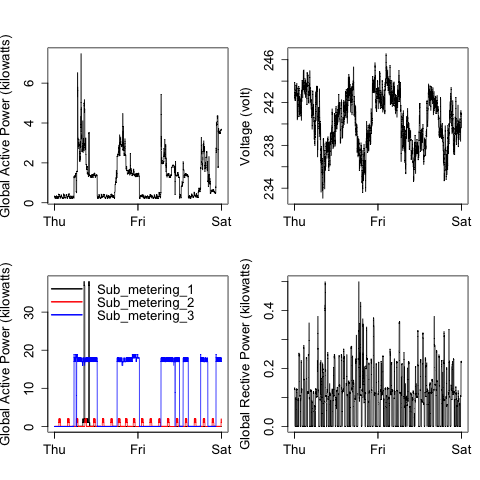 Global Active Power (kilowatts)
0 2 4 6
Thu Fri Sat
Voltage (volt)
234 238 242 246
Thu Fri Sat
Global Active Power (kilowatts)
0 10 20 30
Sub_metering_1
Sub_metering_2
Sub_metering_3
Thu Fri Sat
Global Rective Power (kilowatts)
0.0 0.2 0.4
Thu Fri Sat